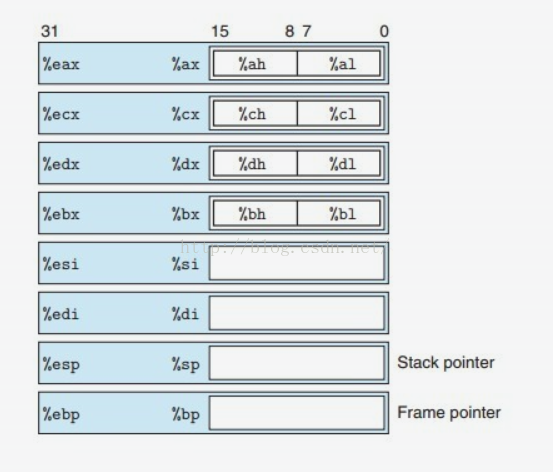 31 15 8 7 0
%eax %ax %ah %al
%ecx %cx %ch %cl
%edx %dx %dh %dl
%ebx %bx %bh %bl
http://blog.csdn.net/
%esi %si
%edi %di
%esp %sp Stack pointer
%ebp %bp Frame pointer